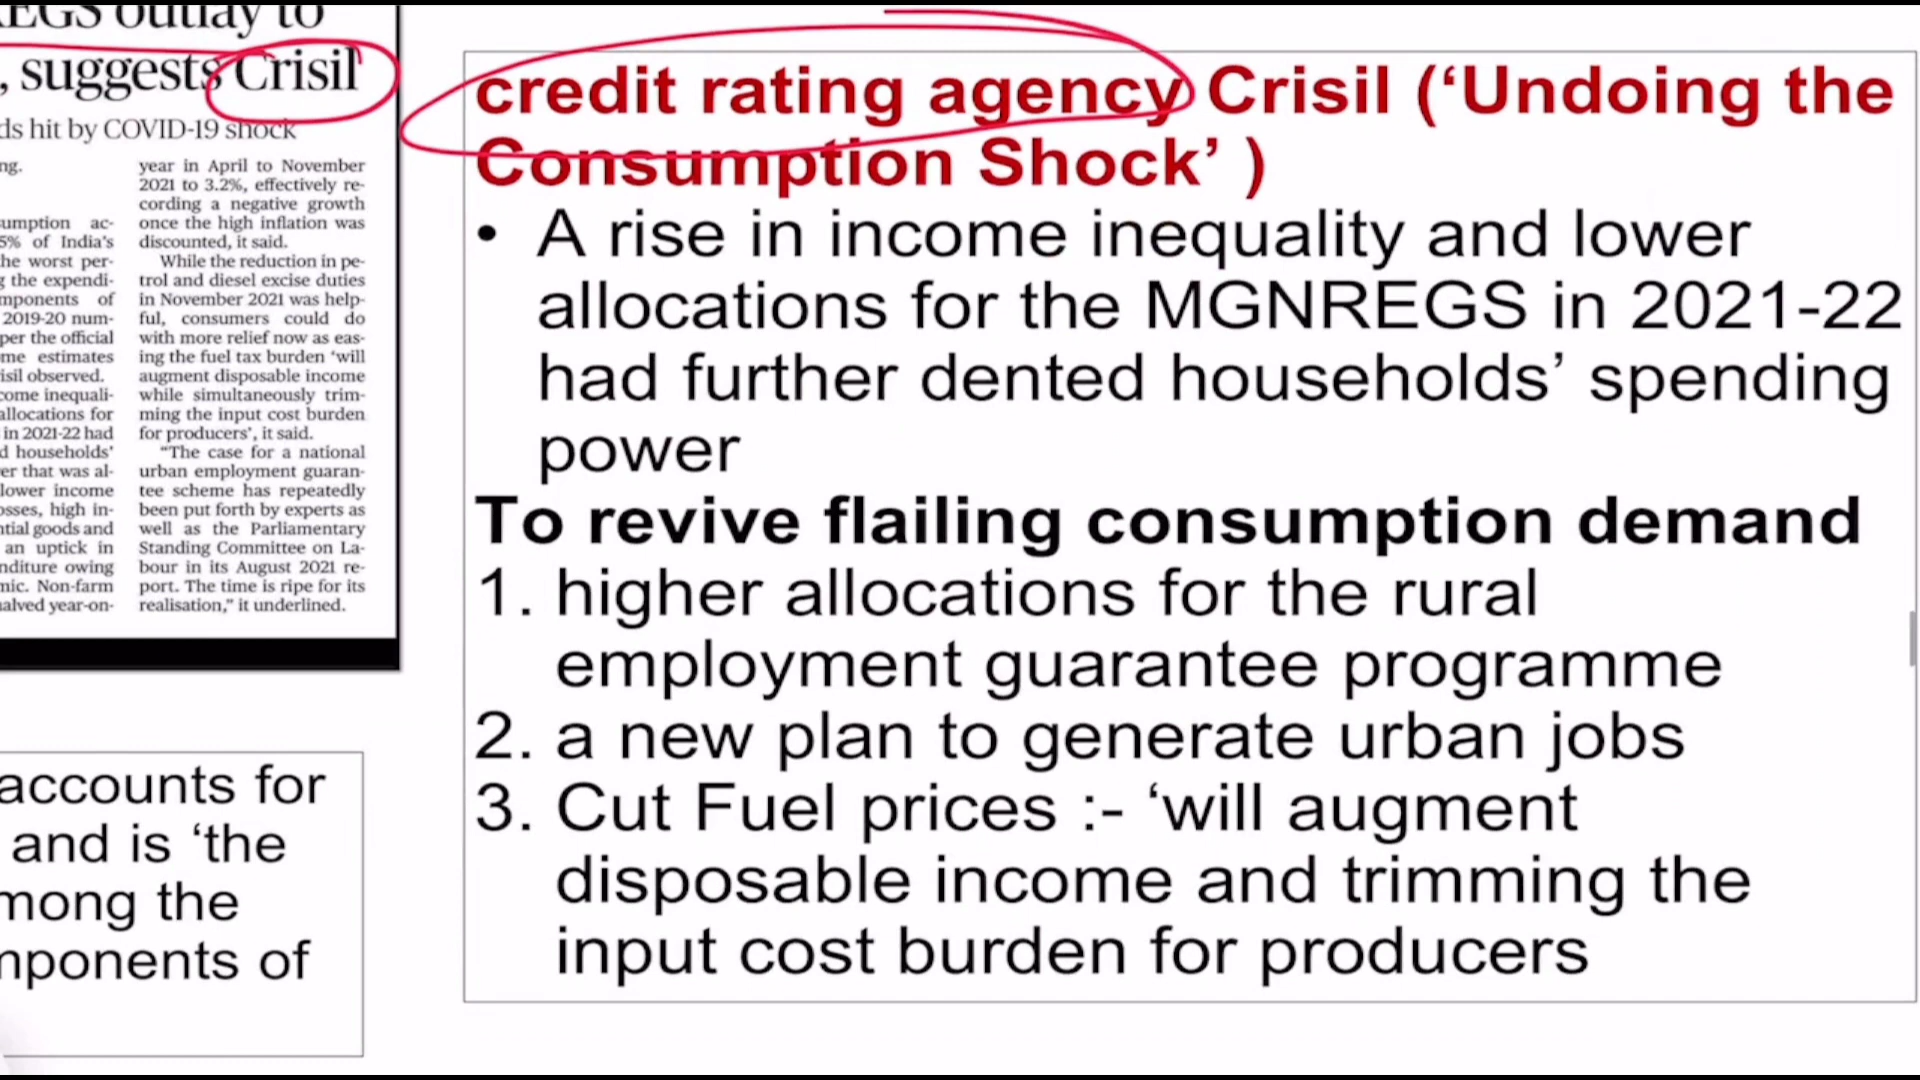 REGS outlay to
, suggests Crisil
ds hit by COVID-19 shock
ng.
umption ac-
5% of India's
he worst per-
g the expendi-
mponents of
2019-20 num-
per the official
me estimates
isil observed.
come inequali-
allocations for
in 2021-22 had
d households'
er that was al-
lower income
osses, high in-
ntial goods and
an uptick in
nditure owing
mic. Non-farm
alved year-on-
year in April to November
2021 to 3.2%, effectively re-
cording a negative growth
once the high inflation was
discounted, it said.
While the reduction in pe-
trol and diesel excise duties
in November 2021 was help-
ful, consumers could do
with more relief now as eas-
ing the fuel tax burden ‘will
augment disposable income
while simultaneously trim-
ming the input cost burden
for producers’, it said.
“The case for a national
urban employment guaran-
tee scheme has repeatedly
been put forth by experts as
well as the Parliamentary
Standing Committee on La-
bour in its August 2021 re-
port. The time is ripe for its
realisation,” it underlined.
accounts for
and is ‘the
mong the
mponents of
credit rating agency Crisil (‘Undoing the
Consumption Shock’ )
• A rise in income inequality and lower
allocations for the MGNREGS in 2021-22
had further dented households’ spending
power
To revive flailing consumption demand
1. higher allocations for the rural
employment guarantee programme
2. a new plan to generate urban jobs
3. Cut Fuel prices :- ‘will augment
disposable income and trimming the
input cost burden for producers